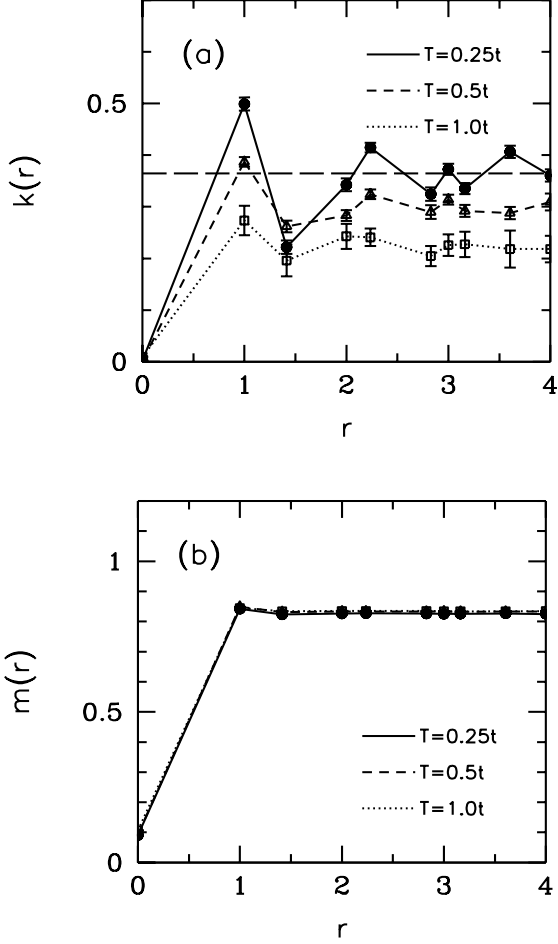 (a)
T=0.25t
T=0.5t
T=1.0t
0.5
0
k(r)
0 1 2 3 4
r
(b)
1
0.5
0
m(r)
T=0.25t
T=0.5t
T=1.0t
0 1 2 3 4
r